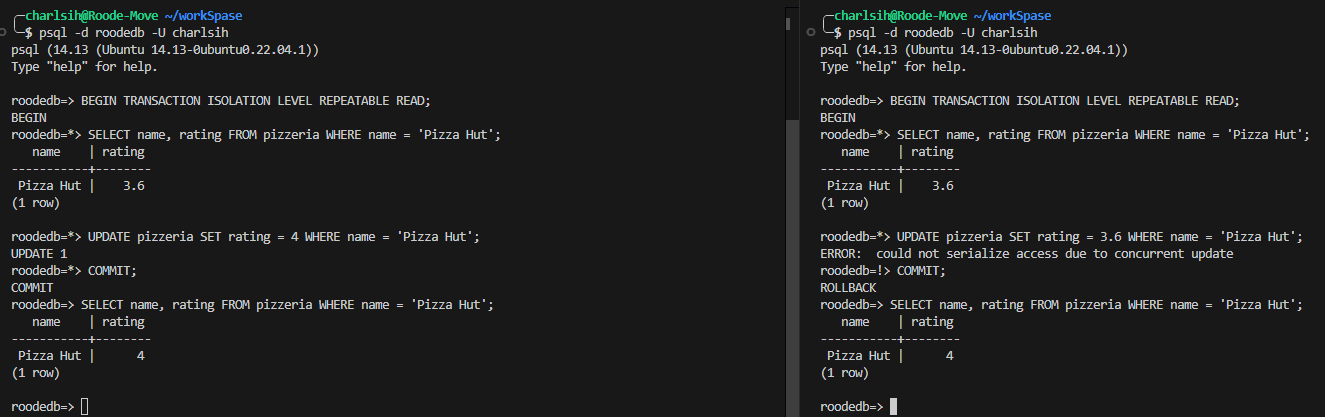 charlsih@Roode-Move ~/workSpase
$ psql -d roodedb -U charlsih
psql (14.13 (Ubuntu 14.13-0ubuntu0.22.04.1))
Type "help" for help.
roodedb=> BEGIN TRANSACTION ISOLATION LEVEL REPEATABLE READ;
BEGIN
roodedb=*> SELECT name, rating FROM pizzeria WHERE name = 'Pizza Hut';
name | rating
-----------+--------
Pizza Hut | 3.6
(1 row)
roodedb=*> UPDATE pizzeria SET rating = 4 WHERE name = 'Pizza Hut';
UPDATE 1
roodedb=*> COMMIT;
COMMIT
roodedb=> SELECT name, rating FROM pizzeria WHERE name = 'Pizza Hut';
name | rating
-----------+--------
Pizza Hut | 4
(1 row)
roodedb=>
charlsih@Roode-Move ~/workSpase
$ psql -d roodedb -U charlsih
psql (14.13 (Ubuntu 14.13-0ubuntu0.22.04.1))
Type "help" for help.
roodedb=> BEGIN TRANSACTION ISOLATION LEVEL REPEATABLE READ;
BEGIN
roodedb=*> SELECT name, rating FROM pizzeria WHERE name = 'Pizza Hut';
name | rating
-----------+--------
Pizza Hut | 3.6
(1 row)
roodedb=*> UPDATE pizzeria SET rating = 3.6 WHERE name = 'Pizza Hut';
ERROR:  could not serialize access due to concurrent update
roodedb=!> COMMIT;
ROLLBACK
roodedb=> SELECT name, rating FROM pizzeria WHERE name = 'Pizza Hut';
name | rating
-----------+--------
Pizza Hut | 4
(1 row)
roodedb=>